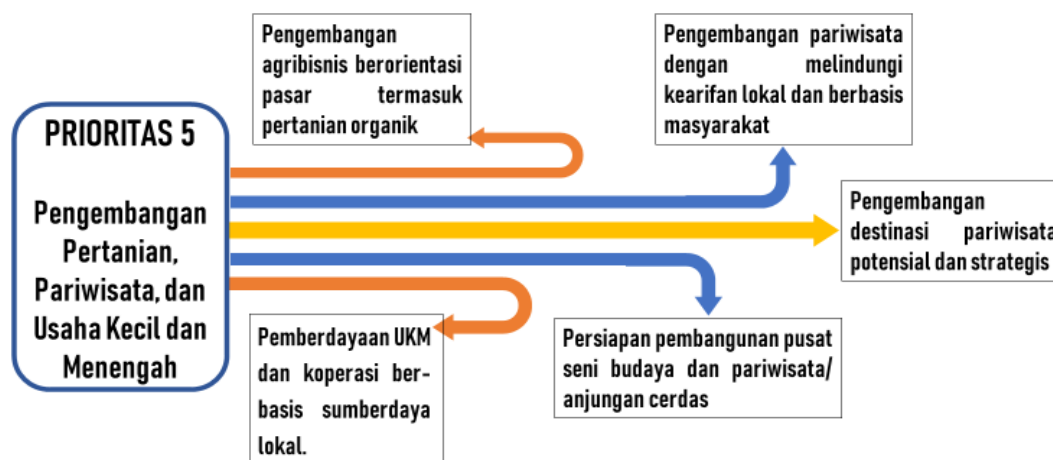 PRIORITAS 5
Pengembangan
Pertanian,
Pariwisata, dan
Usaha Kecil dan
Menengah
Pengembangan
agribisnis berorientasi
pasar termasuk
pertanian organik
Pengembangan pariwisata
dengan melindungi
kearifan lokal dan berbasis
masyarakat
Pengembangan
destinasi pariwisata
potensial dan strategis
Persiapan pembangunan pusat
seni budaya dan pariwisata/
anjungan cerdas
Pemberdayaan UKM
dan koperasi ber-
basis sumberdaya
lokal.